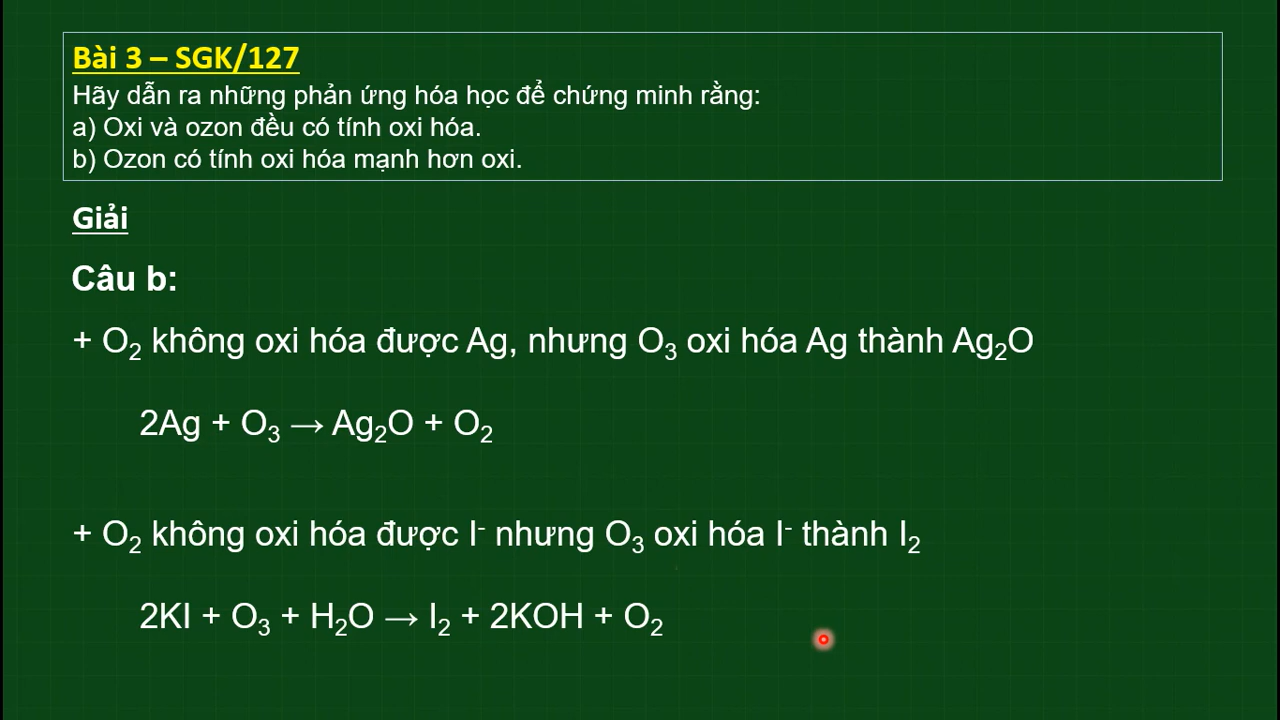 Bài 3 – SGK/127
Hãy dẫn ra những phản ứng hóa học để chứng minh rằng:
a) Oxi và ozon đều có tính oxi hóa.
b) Ozon có tính oxi hóa mạnh hơn oxi.
Giải
Câu b:
+ O₂ không oxi hóa được Ag, nhưng O₃ oxi hóa Ag thành Ag₂O
2Ag + O₃ → Ag₂O + O₂
+ O₂ không oxi hóa được I⁻ nhưng O₃ oxi hóa I⁻ thành I₂
2KI + O₃ + H₂O → I₂ + 2KOH + O₂